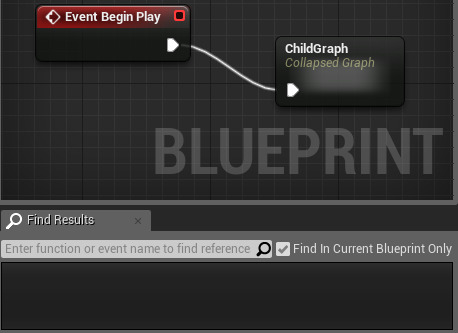 Event Begin Play
ChildGraph
Collapsed Graph
BLUEPRINT
Find Results
Enter function or event name to find reference
Find In Current Blueprint Only